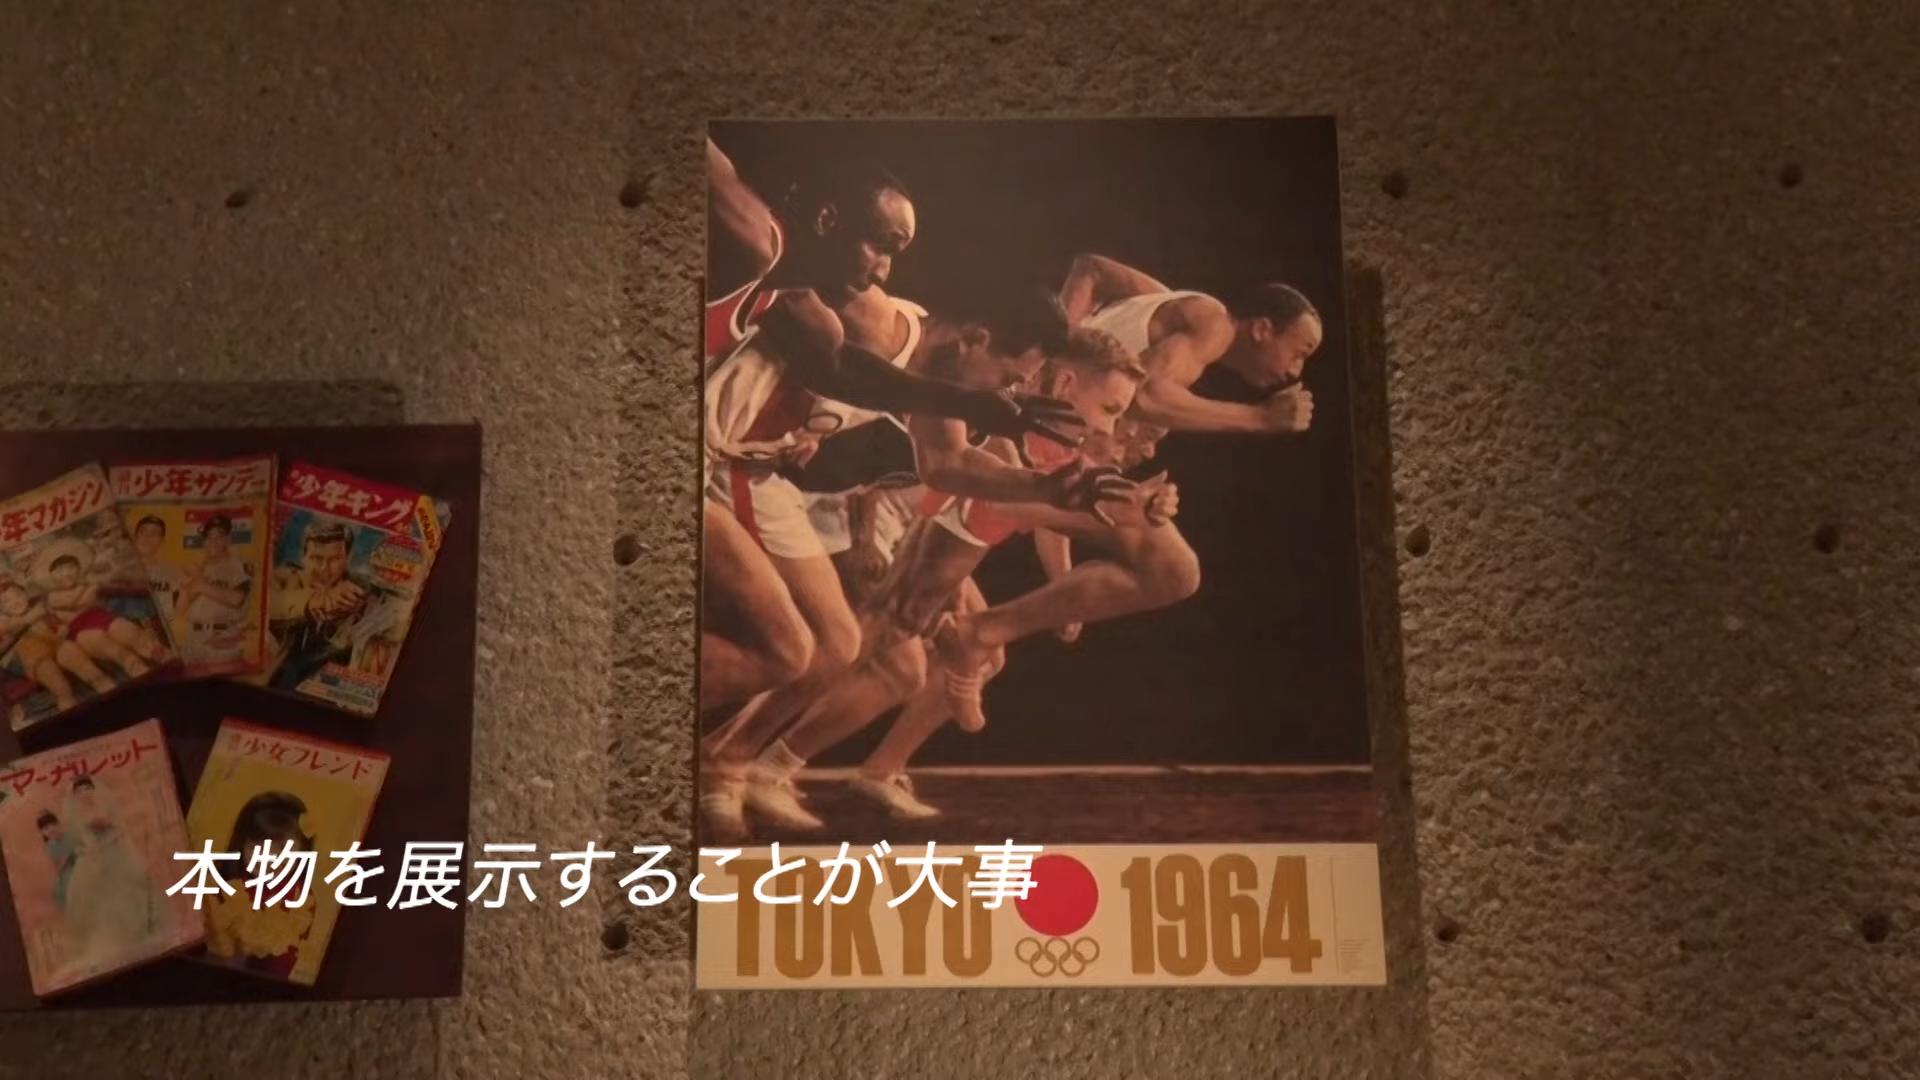 少年マガジン
少年サンデー
少年キング
マーガレット
少女フレンド
本物を展示することが大事
TOKYO 1964